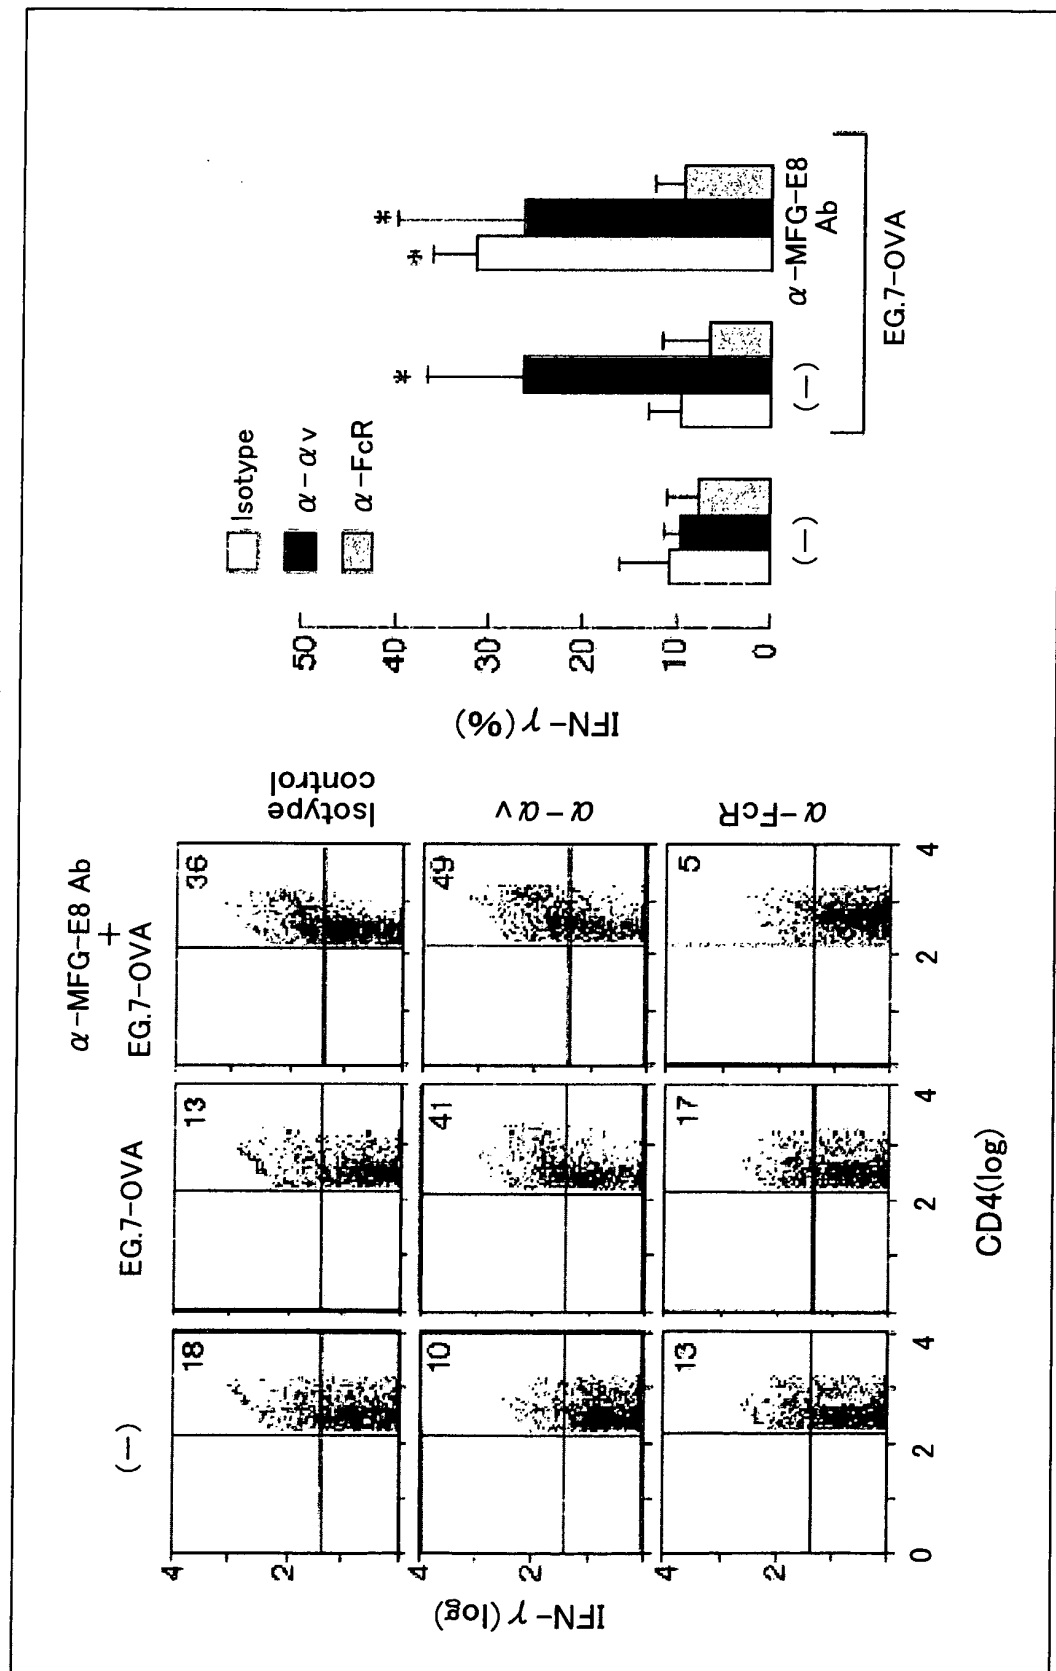 α-MFG-E8 Ab
+
(-) EG.7-OVA EG.7-OVA
IFN-γ (log)
4
2
18 13 36
Isotype control
4
2
10 41 49
α-αv
4
2
13 17 5
α-FcR
0 2 4 2 4 2 4
CD4(log)
IFN-γ (%)
50
40
30
20
10
0
Isotype
α-αv
α-FcR
* * *
(-) (-) α-MFG-E8
Ab
EG.7-OVA